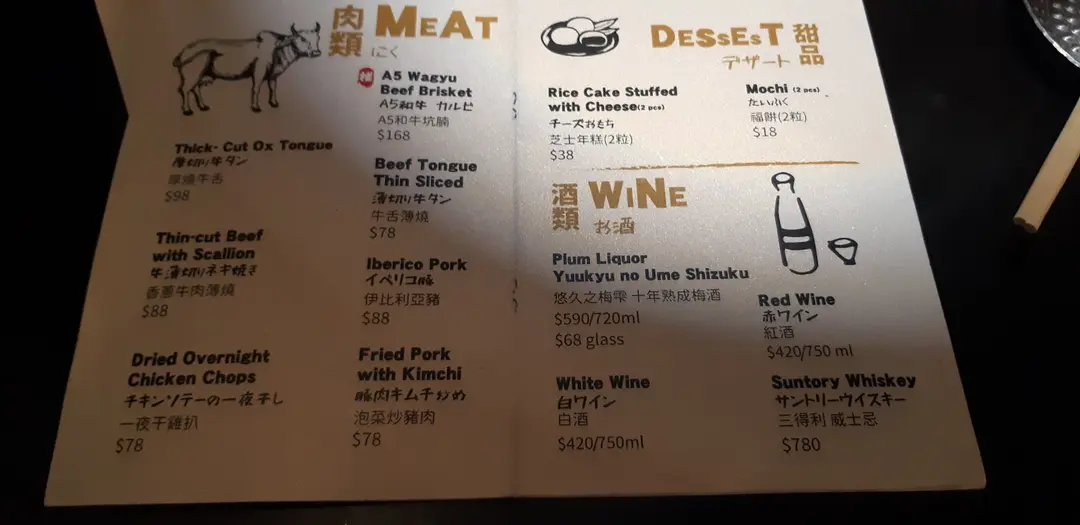 肉類 MEAT
にく
A5 Wagyu
Beef Brisket
A5和牛 カルビ
A5和牛坑腩
$168
Thick- Cut Ox Tongue
厚切り牛タン
厚燒牛舌
$98
Beef Tongue
Thin Sliced
薄切り牛タン
牛舌薄燒
$78
Thin-cut Beef
with Scallion
牛薄切りネギ焼き
香蔥牛肉薄燒
$88
Iberico Pork
イベリコ豚
伊比利亞豬
$88
Dried Overnight
Chicken Chops
チキンソテーの一夜干し
一夜干雞扒
$78
Fried Pork
with Kimchi
豚肉キムチ炒め
泡菜炒豬肉
$78
DESSEST 甜品
デザート
Rice Cake Stuffed
with Cheese(2 pcs)
チーズおもち
芝士年糕(2粒)
$38
Mochi (2 pcs)
たいふく
福餅(2粒)
$18
酒類 WINE
お酒
Plum Liquor
Yuukyu no Ume Shizuku
悠久之梅雫 十年熟成梅酒
$590/720ml
$68 glass
Red Wine
赤ワイン
紅酒
$420/750 ml
White Wine
白ワイン
白酒
$420/750ml
Suntory Whiskey
サントリーウイスキー
三得利 威士忌
$780